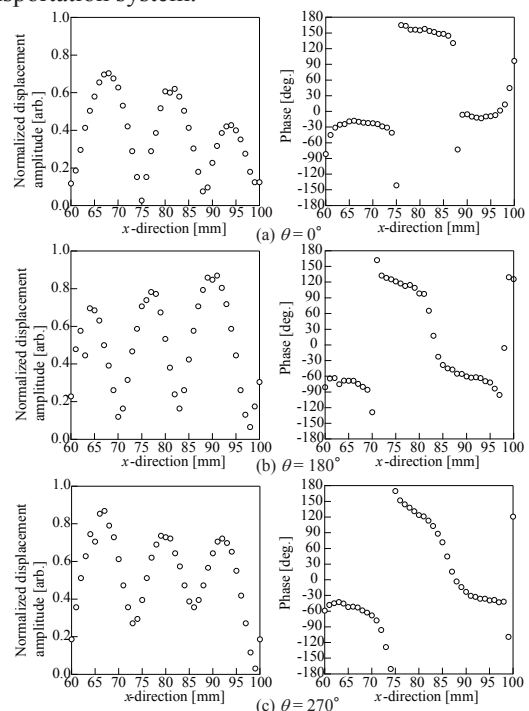 nsportation system.
Normalized displacement
amplitude [arb.]
1.0
0.8
0.6
0.4
0.2
0.0
60 65 70 75 80 85 90 95 100
x-direction [mm]
Phase [deg.]
180
150
120
90
60
30
0
-30
-60
-90
-120
-150
-180
60 65 70 75 80 85 90 95 100
x-direction [mm]
(a) θ = 0°
Normalized displacement
amplitude [arb.]
1.0
0.8
0.6
0.4
0.2
0
60 65 70 75 80 85 90 95 100
x-direction [mm]
Phase [deg.]
180
150
120
90
60
30
0
-30
-60
-90
-120
-150
-180
60 65 70 75 80 85 90 95 100
x-direction [mm]
(b) θ = 180°
Normalized displacement
amplitude [arb.]
1.0
0.8
0.6
0.4
0.2
0.0
60 65 70 75 80 85 90 95 100
x-direction [mm]
Phase [deg.]
180
150
120
90
60
30
0
-30
-60
-90
-120
-150
-180
60 65 70 75 80 85 90 95 100
x-direction [mm]
(c) θ = 270°